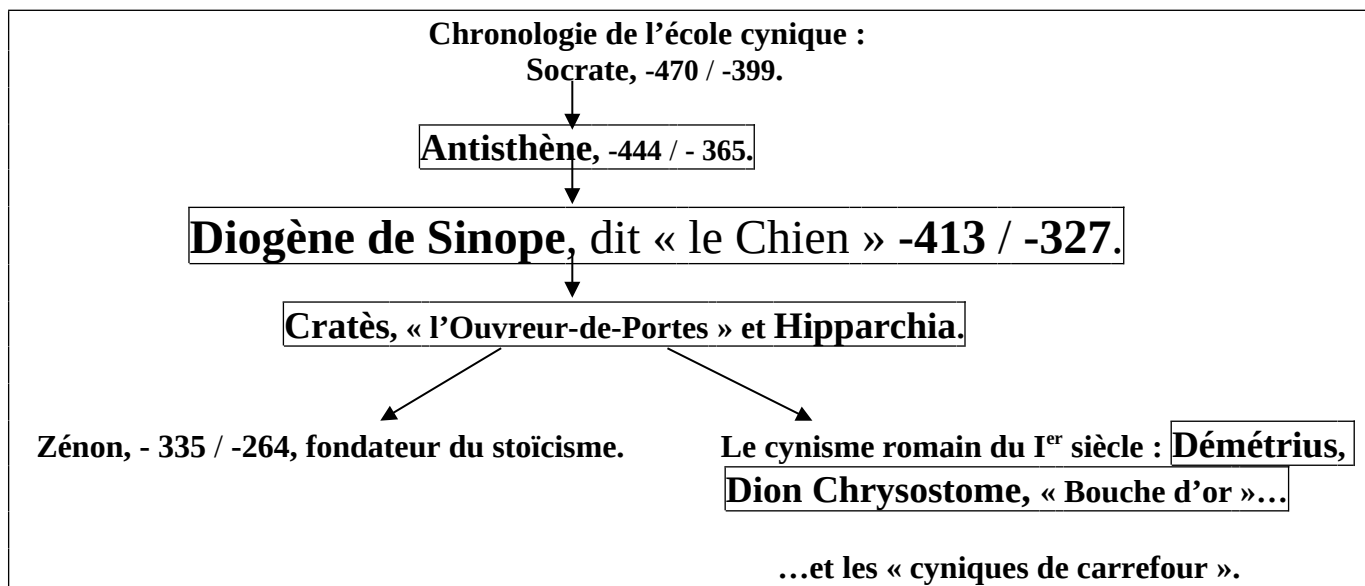 Chronologie de l’école cynique :
Socrate, -470 / -399.
Antisthène, -444 / - 365.
Diogène de Sinope, dit « le Chien » -413 / -327.
Cratès, « l’Ouvreur-de-Portes » et Hipparchia.
Zénon, - 335 / -264, fondateur du stoïcisme.
Le cynisme romain du Ier siècle : Démétrius,
Dion Chrysostome, « Bouche d’or »…
…et les « cyniques de carrefour ».